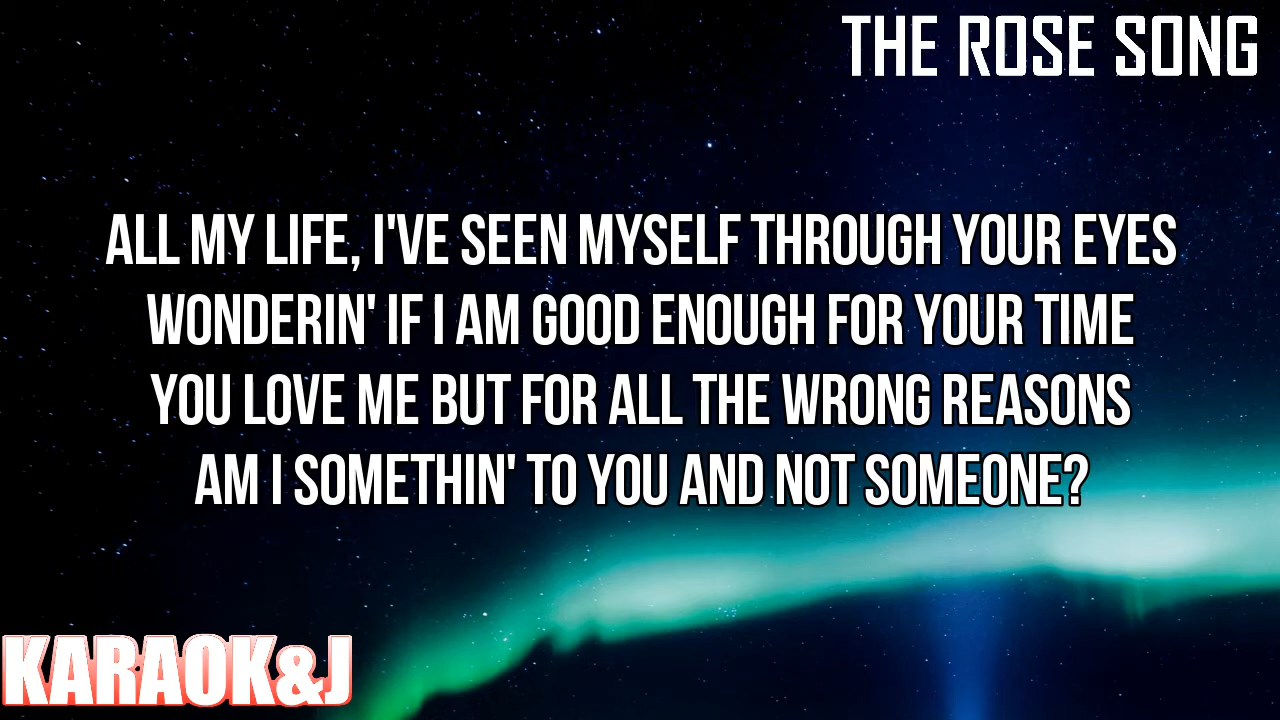 THE ROSE SONG
ALL MY LIFE, I'VE SEEN MYSELF THROUGH YOUR EYES
WONDERIN' IF I AM GOOD ENOUGH FOR YOUR TIME
YOU LOVE ME BUT FOR ALL THE WRONG REASONS
AM I SOMETHIN' TO YOU AND NOT SOMEONE?
KARAOK&J